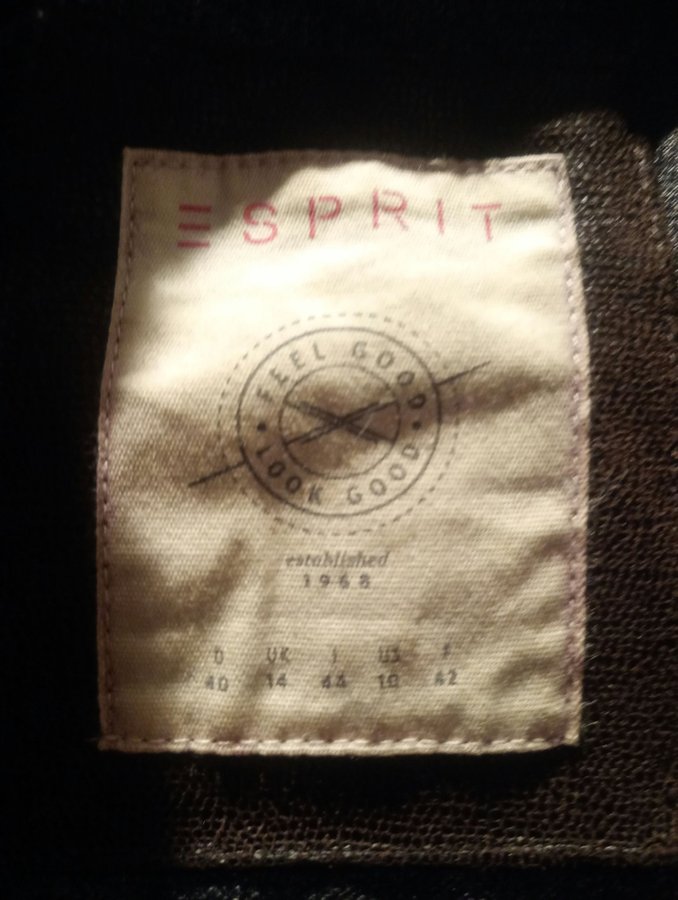 ESPRIT
FEEL GOOD
LOOK GOOD
established
1968
D UK I US F
40 14 44 10 42